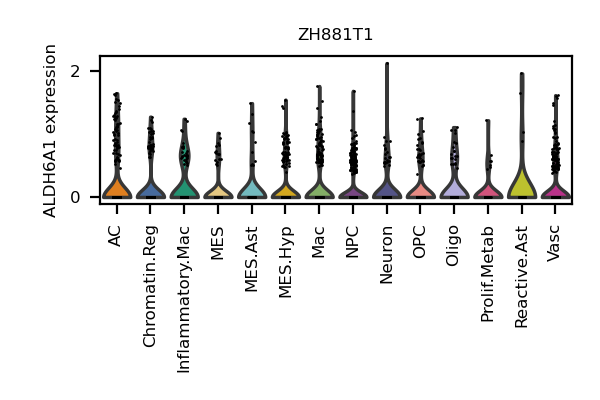 ZH881T1
ALDH6A1 expression
2
0
AC
Chromatin.Reg
Inflammatory.Mac
MES
MES.Ast
MES.Hyp
Mac
NPC
Neuron
OPC
Oligo
Prolif.Metab
Reactive.Ast
Vasc